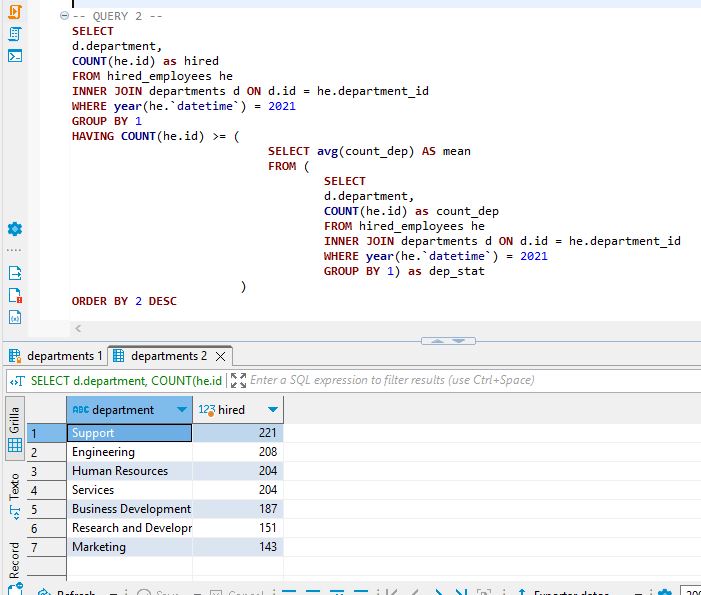 -- QUERY 2 --
SELECT
d.department,
COUNT(he.id) as hired
FROM hired_employees he
INNER JOIN departments d ON d.id = he.department_id
WHERE year(he.`datetime`) = 2021
GROUP BY 1
HAVING COUNT(he.id) >= (
SELECT avg(count_dep) AS mean
FROM (
SELECT
d.department,
COUNT(he.id) as count_dep
FROM hired_employees he
INNER JOIN departments d ON d.id = he.department_id
WHERE year(he.`datetime`) = 2021
GROUP BY 1) as dep_stat
)
ORDER BY 2 DESC
departments 1 departments 2
SELECT d.department, COUNT(he.id Enter a SQL expression to filter results (use Ctrl+Space)
Grilla
Texto
Record
ABC department 123 hired
1 Support 221
2 Engineering 208
3 Human Resources 204
4 Services 204
5 Business Development 187
6 Research and Developr 151
7 Marketing 143
Refresh Save Cancel Exportar datos 200